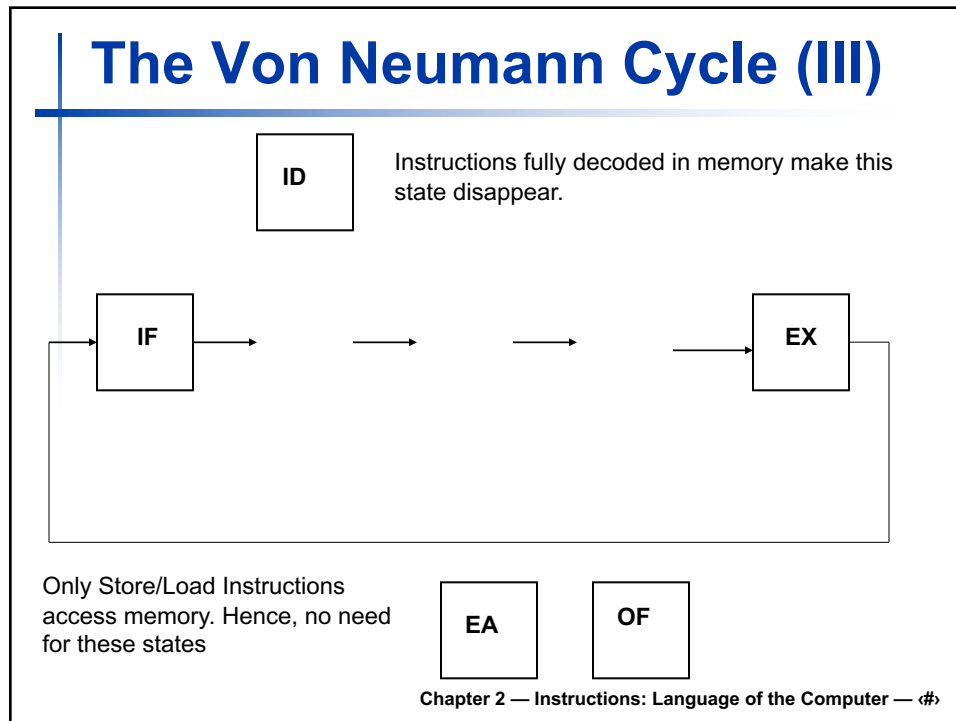 The Von Neumann Cycle (III)
ID
Instructions fully decoded in memory make this
state disappear.
IF
EX
Only Store/Load Instructions
access memory. Hence, no need
for these states
EA
OF
Chapter 2 — Instructions: Language of the Computer — ‹#›